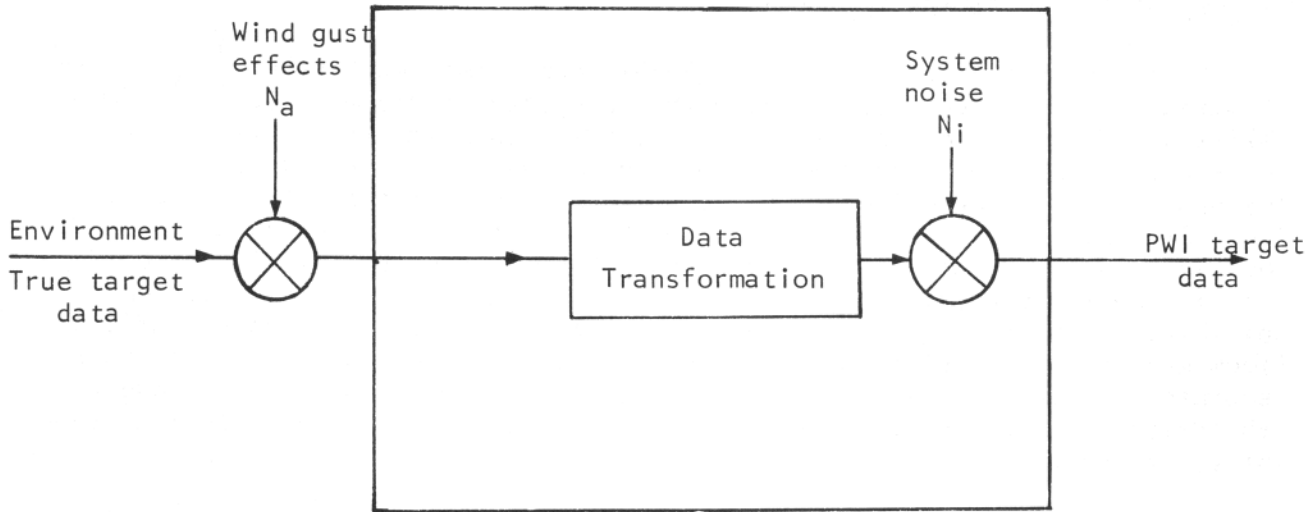 Wind gust
effects
Na
System
noise
Ni
Environment
True target
data
Data
Transformation
PWI target
data